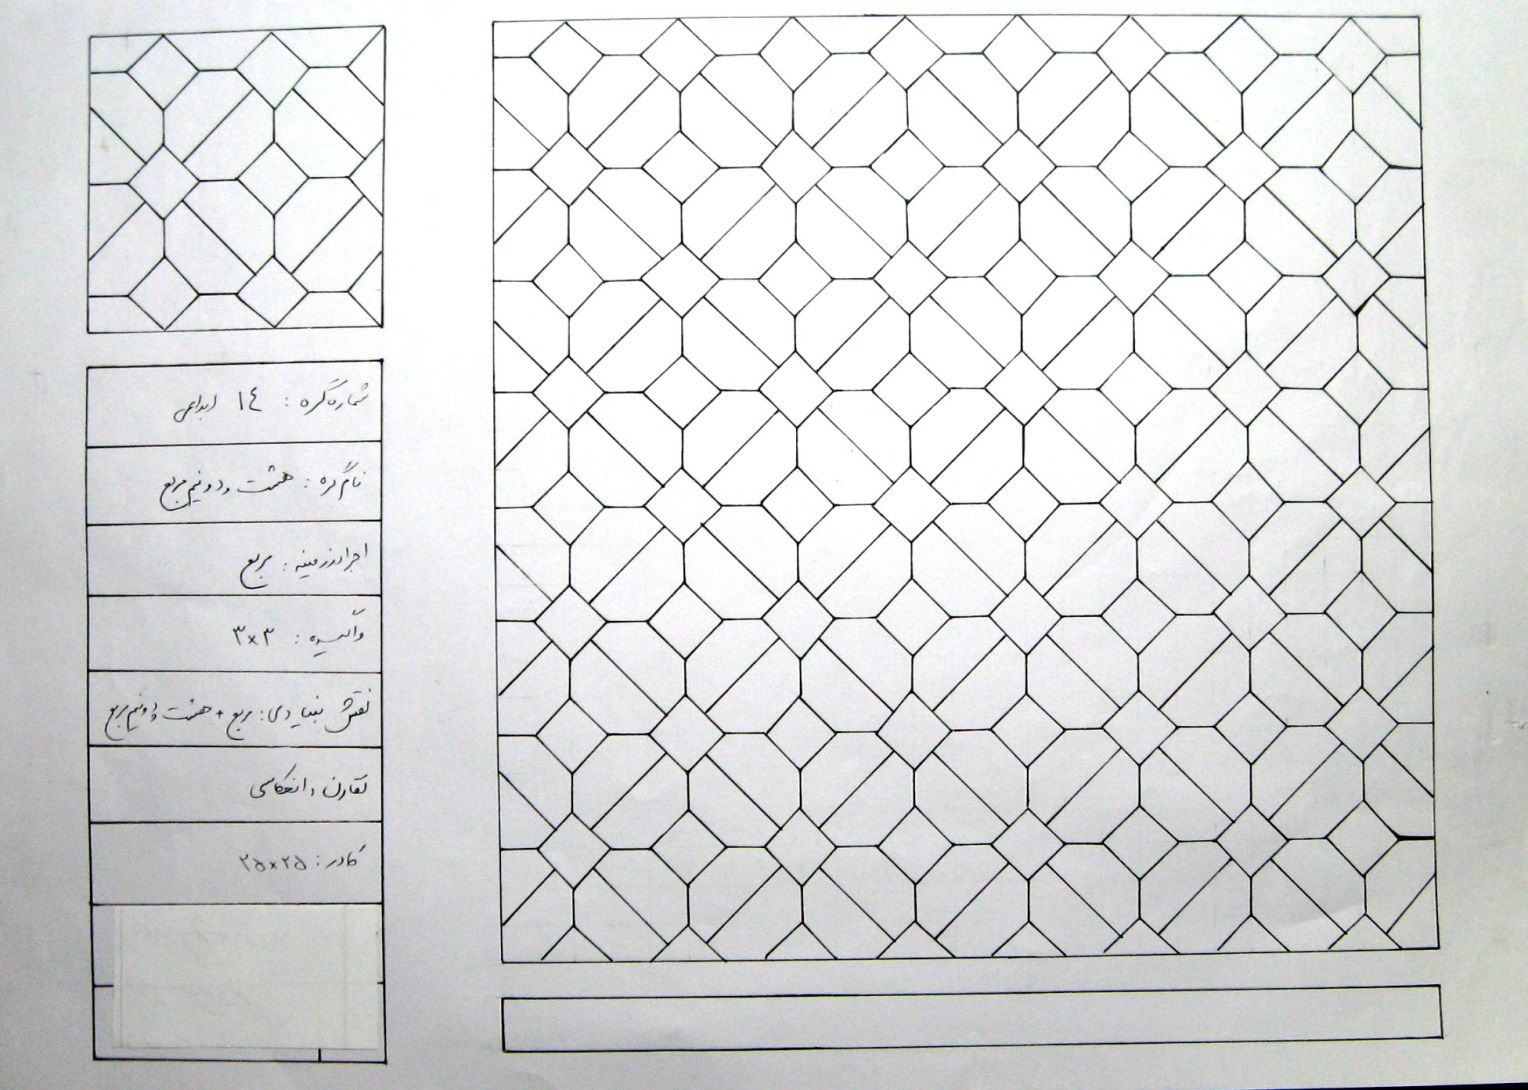 شماره گره : ١٤ ابداعی
نام گره : هشت و دو نیم مربع
اجرا در زمینه : مربع
واگیره : ۳×۳
نقش بنیادی : مربع + هشت و دو نیم مربع
تقارن ، انعکاسی
کادر : ۲۵×۲۵